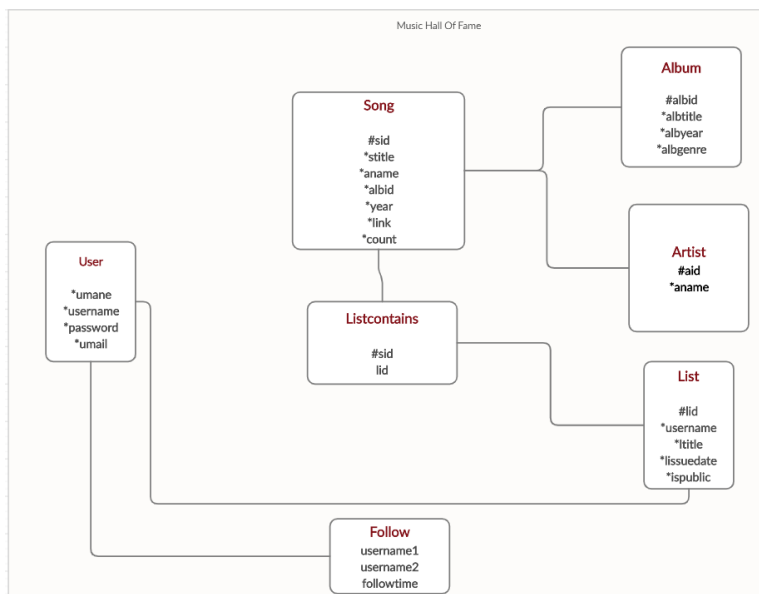 Music Hall Of Fame
Album
#albid
*albtitle
*albyear
*albgenre
Song
#sid
*stitle
*aname
*albid
*year
*link
*count
Artist
#aid
*aname
User
*umane
*username
*password
*umail
Listcontains
#sid
lid
List
#lid
*username
*ltitle
*lissuedate
*ispublic
Follow
username1
username2
followtime